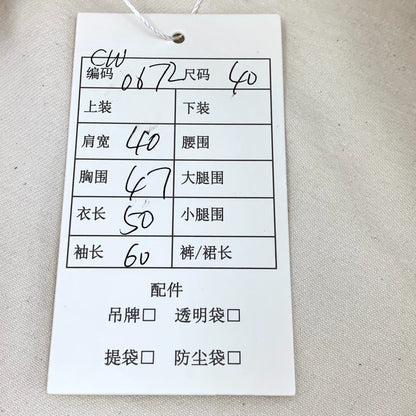 CW
编码 0672 尺码 40
上装 下装
肩宽 40 腰围
胸围 47 大腿围
衣长 50 小腿围
袖长 60 裤/裙长
配件
吊牌□ 透明袋□
提袋□ 防尘袋□